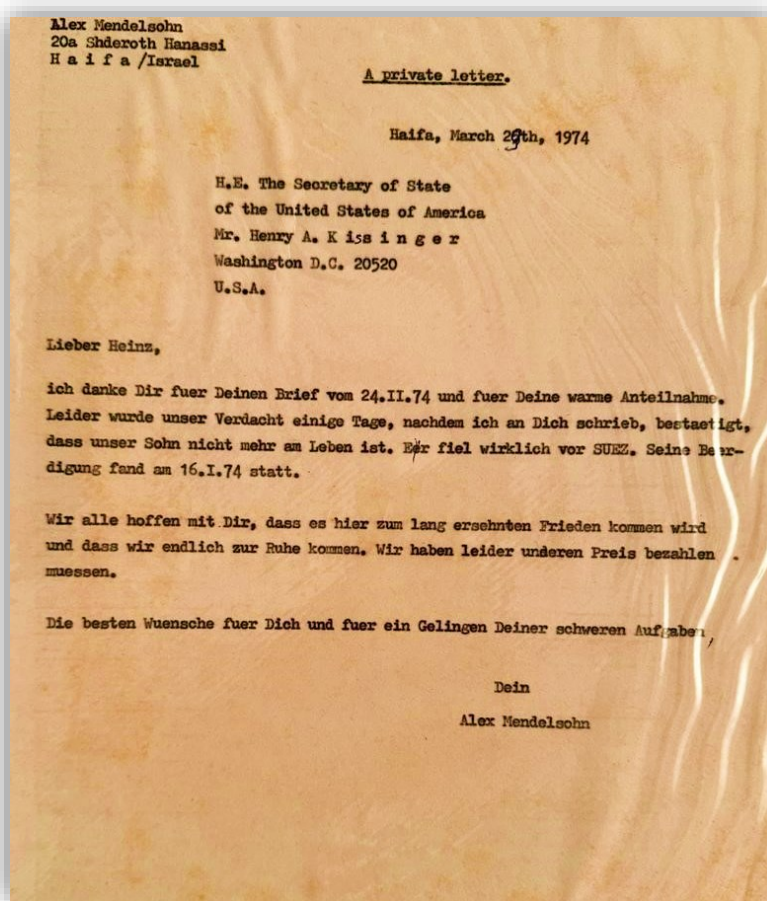 Alex Mendelsohn
20a Shderoth Hanassi
H a i f a /Israel
A private letter.
Haifa, March 29th, 1974
H.E. The Secretary of State
of the United States of America
Mr. Henry A. K i s s i n g e r
Washington D.C. 20520
U.S.A.
Lieber Heinz,
ich danke Dir fuer Deinen Brief vom 24.II.74 und fuer Deine warme Anteilnahme.
Leider wurde unser Verdacht einige Tage, nachdem ich an Dich schrieb, bestaetigt,
dass unser Sohn nicht mehr am Leben ist. Er fiel wirklich vor SUEZ. Seine Beer-
digung fand am 16.I.74 statt.
Wir alle hoffen mit Dir, dass es hier zum lang ersehnten Frieden kommen wird
und dass wir endlich zur Ruhe kommen. Wir haben leider underen Preis bezahlen
muessen.
Die besten Wuensche fuer Dich und fuer ein Gelingen Deiner schweren Aufgaben,
Dein
Alex Mendelsohn